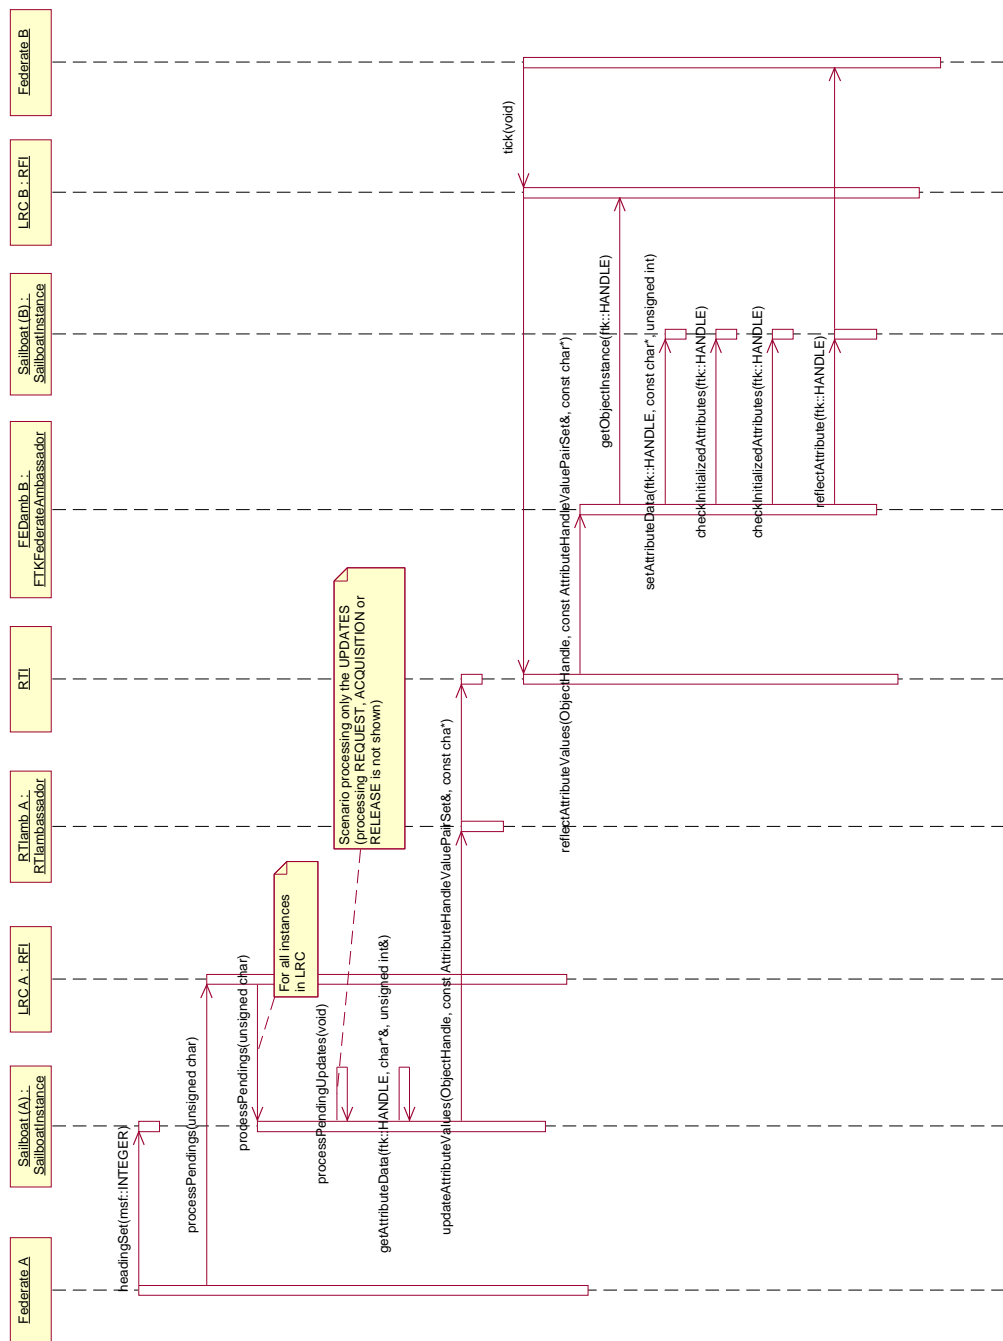 Federate A
Sailboat (A) :
SailboatInstance
LRC A : RFI
RTIamb A :
RTIambassador
RTI
FEDamb B :
FTKFederateAmbassador
Sailboat (B) :
SailboatInstance
LRC B : RFI
Federate B
headingSet(msf::INTEGER)
processPendings(unsigned char)
processPendings(unsigned char)
For all instances
in LRC
processPendingUpdates(void)
Scenario processing only the UPDATES
(processing REQUEST, ACQUISITION or
RELEASE is not shown)
getAttributeData(ftk::HANDLE, char*&, unsigned int&)
updateAttributeValues(ObjectHandle, const AttributeHandleValuePairSet&, const cha*)
tick(void)
reflectAttributeValues(ObjectHandle, const AttributeHandleValuePairSet&, const char*)
getObjectInstance(ftk::HANDLE)
setAttributeData(ftk::HANDLE, const char*, unsigned int)
checkInitializedAttributes(ftk::HANDLE)
checkInitializedAttributes(ftk::HANDLE)
reflectAttribute(ftk::HANDLE)